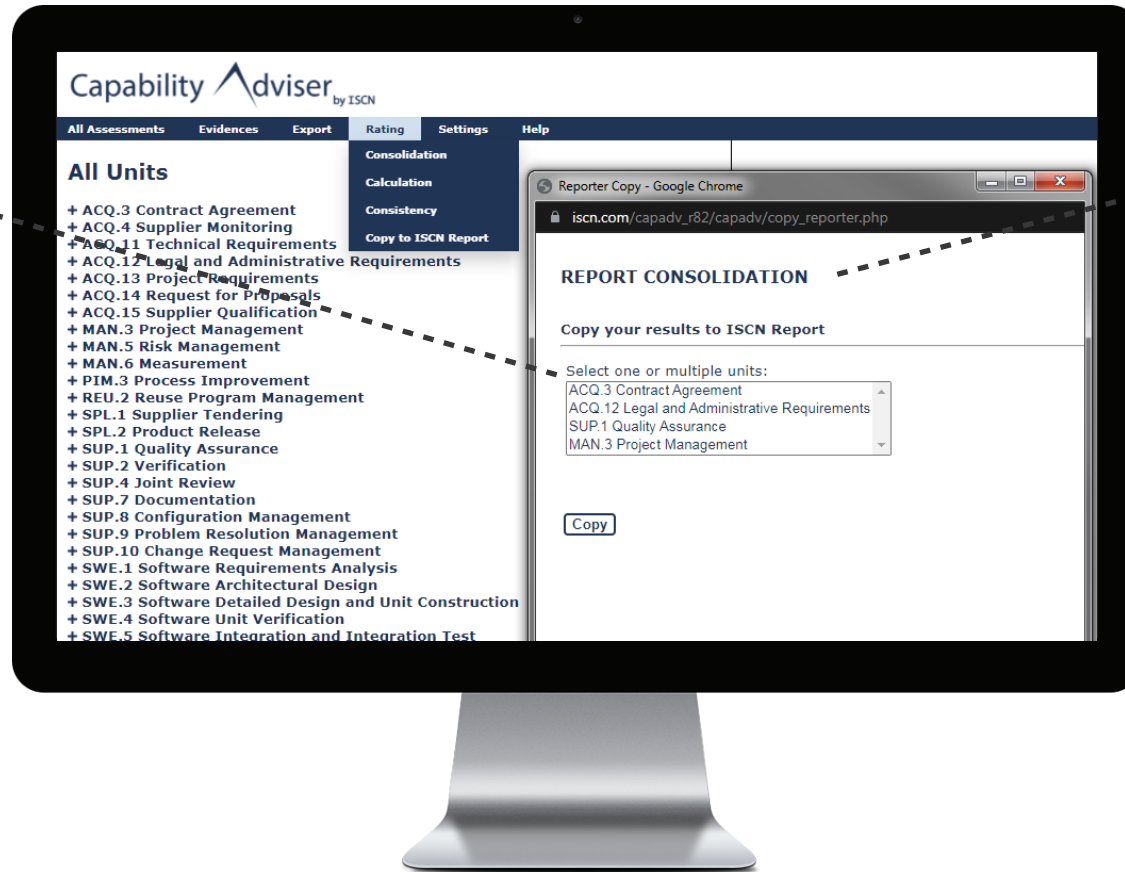 Capability Adviser by ISCN
All Assessments Evidences Export Rating Settings Help
Consolidation
Calculation
Consistency
Copy to ISCN Report
All Units
+ ACQ.3 Contract Agreement
+ ACQ.4 Supplier Monitoring
+ ACQ.11 Technical Requirements
+ ACQ.12 Legal and Administrative Requirements
+ ACQ.13 Project Requirements
+ ACQ.14 Request for Proposals
+ ACQ.15 Supplier Qualification
+ MAN.3 Project Management
+ MAN.5 Risk Management
+ MAN.6 Measurement
+ PIM.3 Process Improvement
+ REU.2 Reuse Program Management
+ SPL.1 Supplier Tendering
+ SPL.2 Product Release
+ SUP.1 Quality Assurance
+ SUP.2 Verification
+ SUP.4 Joint Review
+ SUP.7 Documentation
+ SUP.8 Configuration Management
+ SUP.9 Problem Resolution Management
+ SUP.10 Change Request Management
+ SWE.1 Software Requirements Analysis
+ SWE.2 Software Architectural Design
+ SWE.3 Software Detailed Design and Unit Construction
+ SWE.4 Software Unit Verification
+ SWE.5 Software Integration and Integration Test
Reporter Copy - Google Chrome
iscn.com/capadv_r82/capadv/copy_reporter.php
REPORT CONSOLIDATION
Copy your results to ISCN Report
Select one or multiple units:
ACQ.3 Contract Agreement
ACQ.12 Legal and Administrative Requirements
SUP.1 Quality Assurance
MAN.3 Project Management
Copy